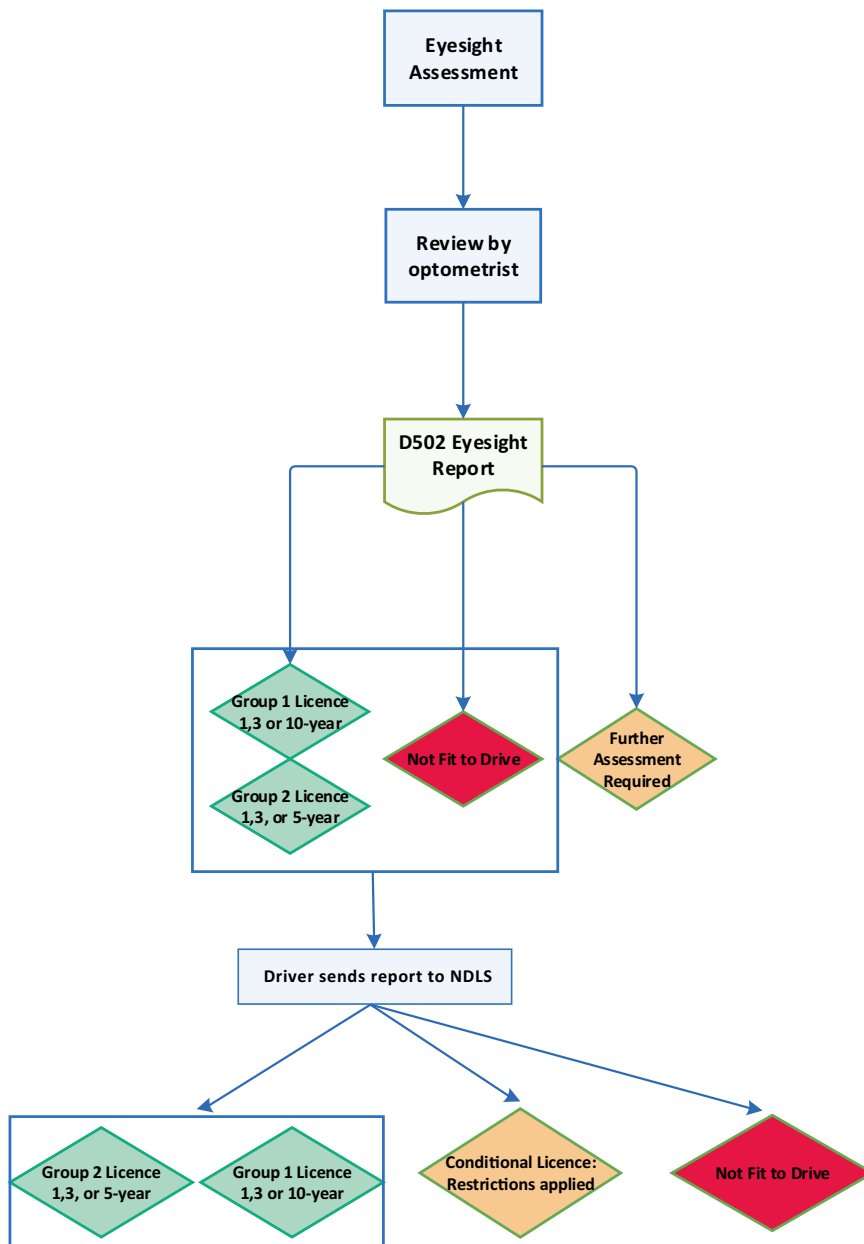 Eyesight
Assessment
Review by
optometrist
D502 Eyesight
Report
Group 1 Licence
1,3 or 10-year
Group 2 Licence
1,3, or 5-year
Not Fit to Drive
Further
Assessment
Required
Driver sends report to NDLS
Group 2 Licence
1,3, or 5-year
Group 1 Licence
1,3 or 10-year
Conditional Licence:
Restrictions applied
Not Fit to Drive